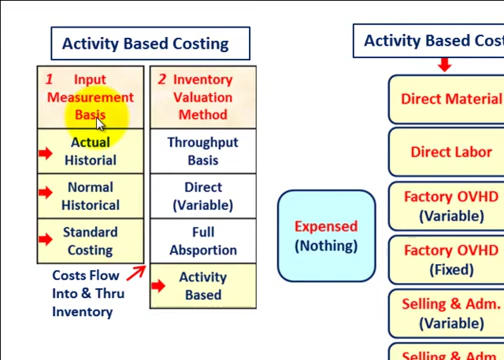 Activity Based Costing
1 Input
Measurement
Basis
Actual
Historial
Normal
Historical
Standard
Costing
Costs Flow
Into & Thru
Inventory
2 Inventory
Valuation
Method
Throughput
Basis
Direct
(Variable)
Full
Absportion
Activity
Based
Expensed
(Nothing)
Activity Based Cost
Direct Material
Direct Labor
Factory OVHD
(Variable)
Factory OVHD
(Fixed)
Selling & Adm.
(Variable)
Selling & Adm.